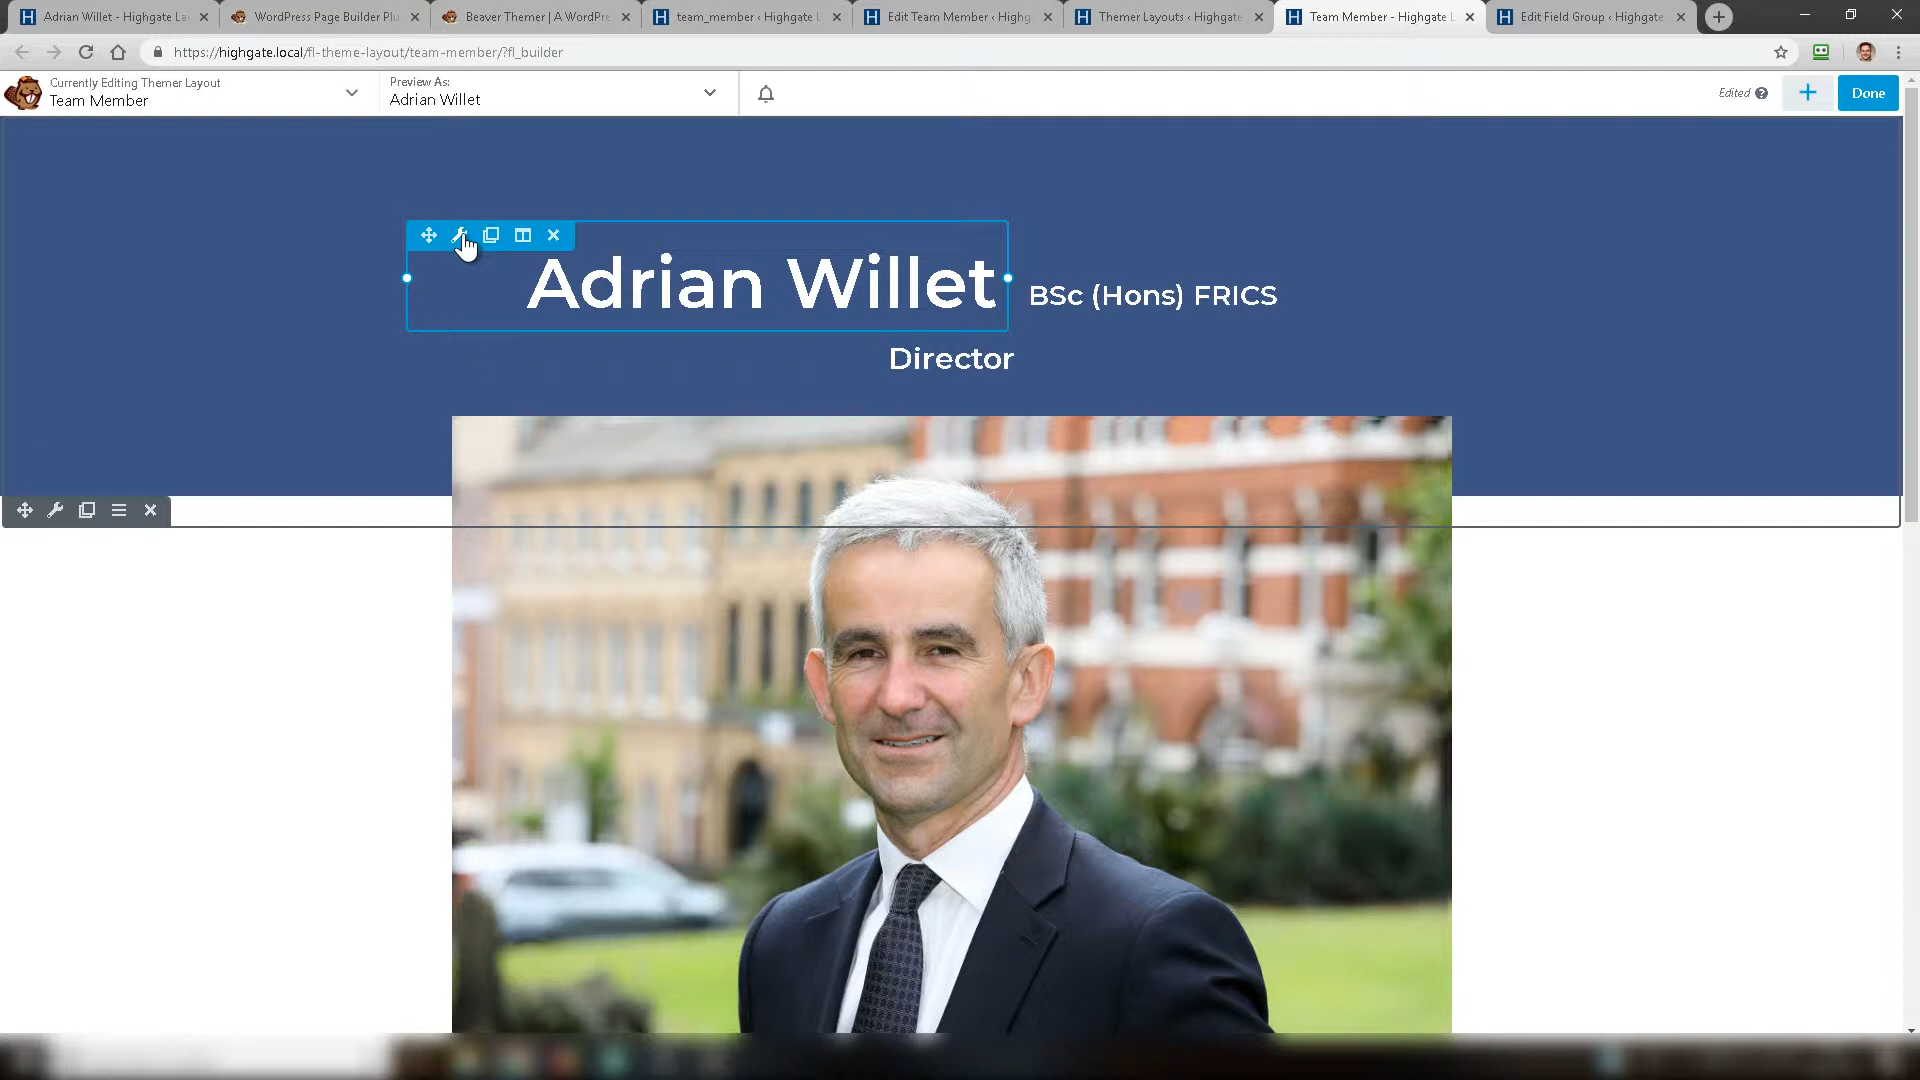 Adrian Willet - Highgate La
WordPress Page Builder Plu
Beaver Themer | A WordPre
team_member ‹ Highgate L
Edit Team Member ‹ Highg
Themer Layouts ‹ Highgate
Team Member - Highgate L
Edit Field Group ‹ Highgate
https://highgate.local/fl-theme-layout/team-member/?fl_builder
Currently Editing Themer Layout
Team Member
Preview As:
Adrian Willet
Edited
Done
Adrian Willet
BSc (Hons) FRICS
Director